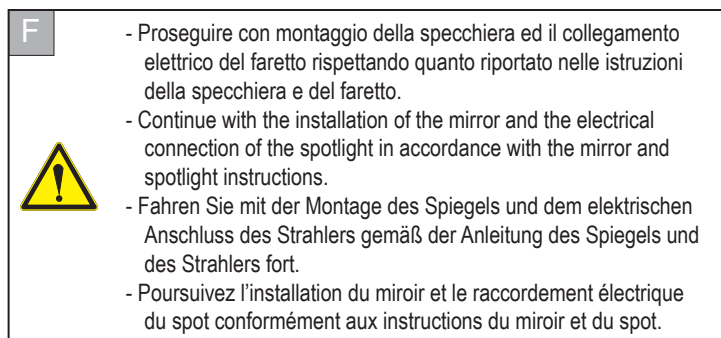 F
- Proseguire con montaggio della specchiera ed il collegamento
elettrico del faretto rispettando quanto riportato nelle istruzioni
della specchiera e del faretto.
- Continue with the installation of the mirror and the electrical
connection of the spotlight in accordance with the mirror and
spotlight instructions.
- Fahren Sie mit der Montage des Spiegels und dem elektrischen
Anschluss des Strahlers gemäß der Anleitung des Spiegels und
des Strahlers fort.
- Poursuivez l’installation du miroir et le raccordement électrique
du spot conformément aux instructions du miroir et du spot.